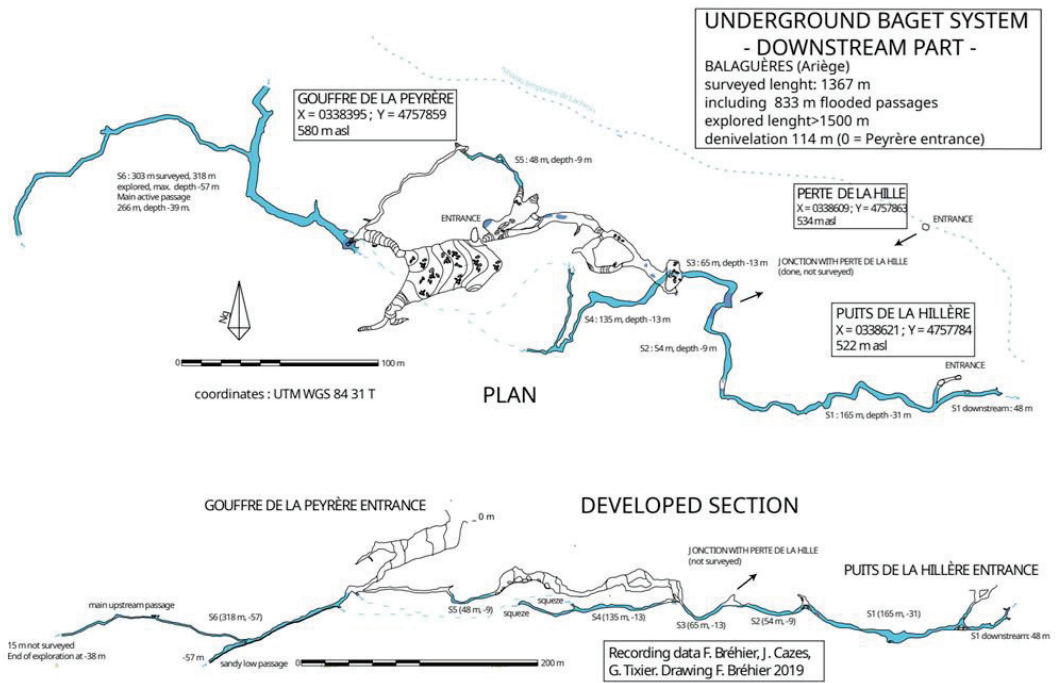 UNDERGROUND BAGET SYSTEM
- DOWNSTREAM PART -
BALAGUÈRES (Ariège)
surveyed lenght: 1367 m
including 833 m flooded passages
explored lenght>1500 m
denivelation 114 m (0 = Peyrère entrance)
GOUFFRE DE LA PEYRÈRE
X = 0338395 ; Y = 4757859
580 m asl
S6 : 303 m surveyed, 318 m
explored, max. depth -57 m
Main active passage
266 m, depth -39 m.
S5 : 48 m, depth -9 m
ENTRANCE
PERTE DE LA HILLE
X = 0338609 ; Y = 4757863
534 m asl
ENTRANCE
JONCTION WITH PERTE DE LA HILLE
(done, not surveyed)
S3 : 65 m, depth -13 m
S4 : 135 m, depth -13 m
S2 : 54 m, depth -9 m
PUITS DE LA HILLÈRE
X = 0338621 ; Y = 4757784
522 m asl
ENTRANCE
S1 : 165 m, depth -31 m
S1 downstream : 48 m
Ng
0
100 m
coordinates : UTM WGS 84 31 T
PLAN
GOUFFRE DE LA PEYRÈRE ENTRANCE
0 m
DEVELOPED SECTION
JONCTION WITH PERTE DE LA HILLE
(not surveyed)
PUITS DE LA HILLÈRE ENTRANCE
main upstream passage
S6 (318 m, -57)
S5 (48 m, -9)
squeze
squeze
S4 (135 m, -13)
S3 (65 m, -13)
S2 (54 m, -9)
S1 (165 m, -31)
S1 downstream: 48 m
15 m not surveyed
End of exploration at -38 m
-57 m
sandy low passage
0
200 m
Recording data F. Bréhier, J. Cazes,
G. Tixier. Drawing F. Bréhier 2019